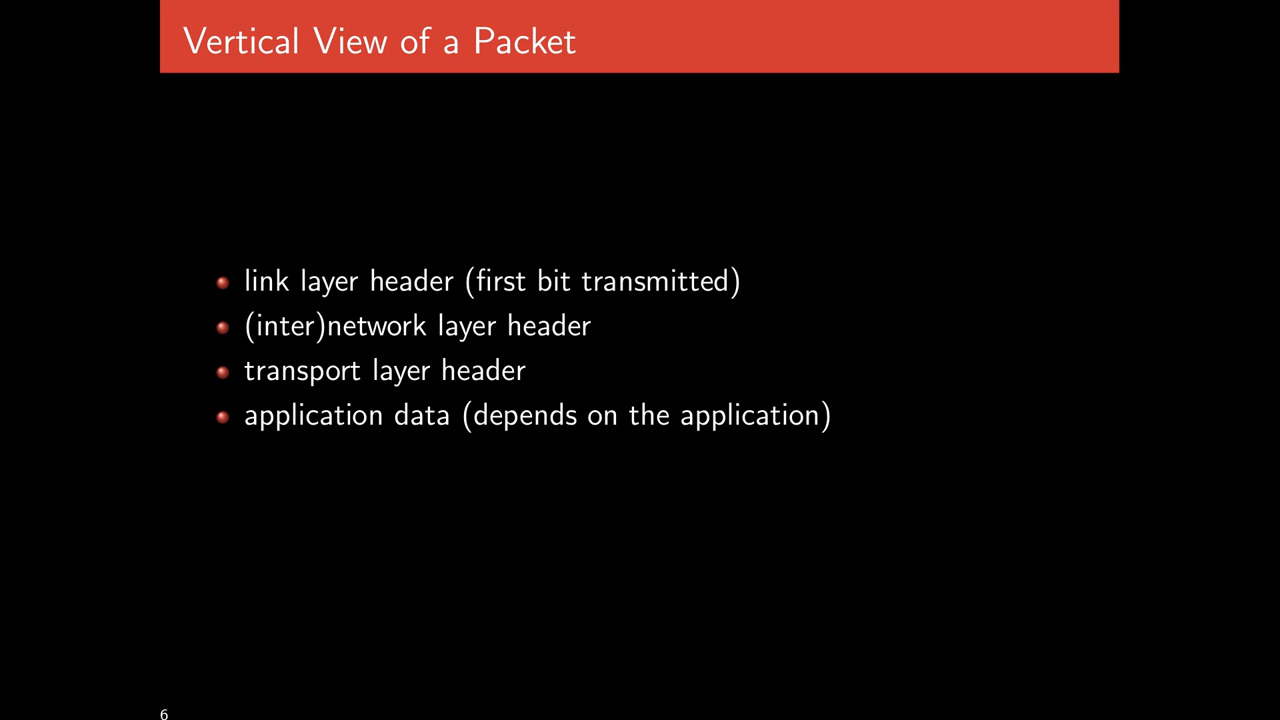 Vertical View of a Packet
link layer header (first bit transmitted)
(inter)network layer header
transport layer header
application data (depends on the application)
6